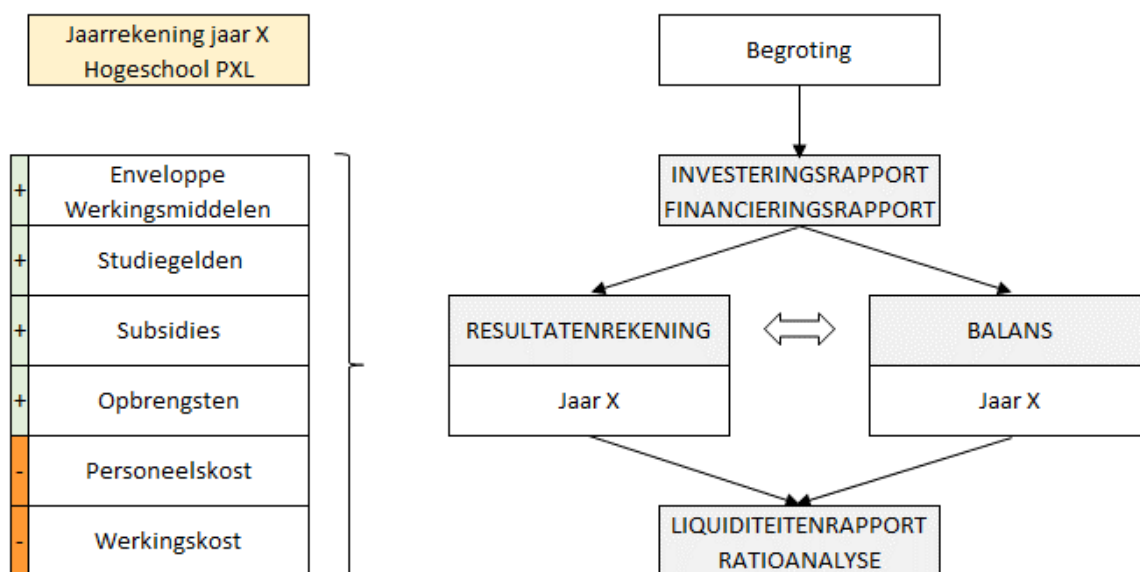 Jaarrekening jaar X
Hogeschool PXL
+
Enveloppe
Werkingsmiddelen
+
Studiegelden
+
Subsidies
+
Opbrengsten
-
Personeelskost
-
Werkingskost
Begroting
INVESTERINGSRAPPORT
FINANCIERINGSRAPPORT
RESULTATENREKENING
Jaar X
BALANS
Jaar X
LIQUIDITEITENRAPPORT
RATIOANALYSE